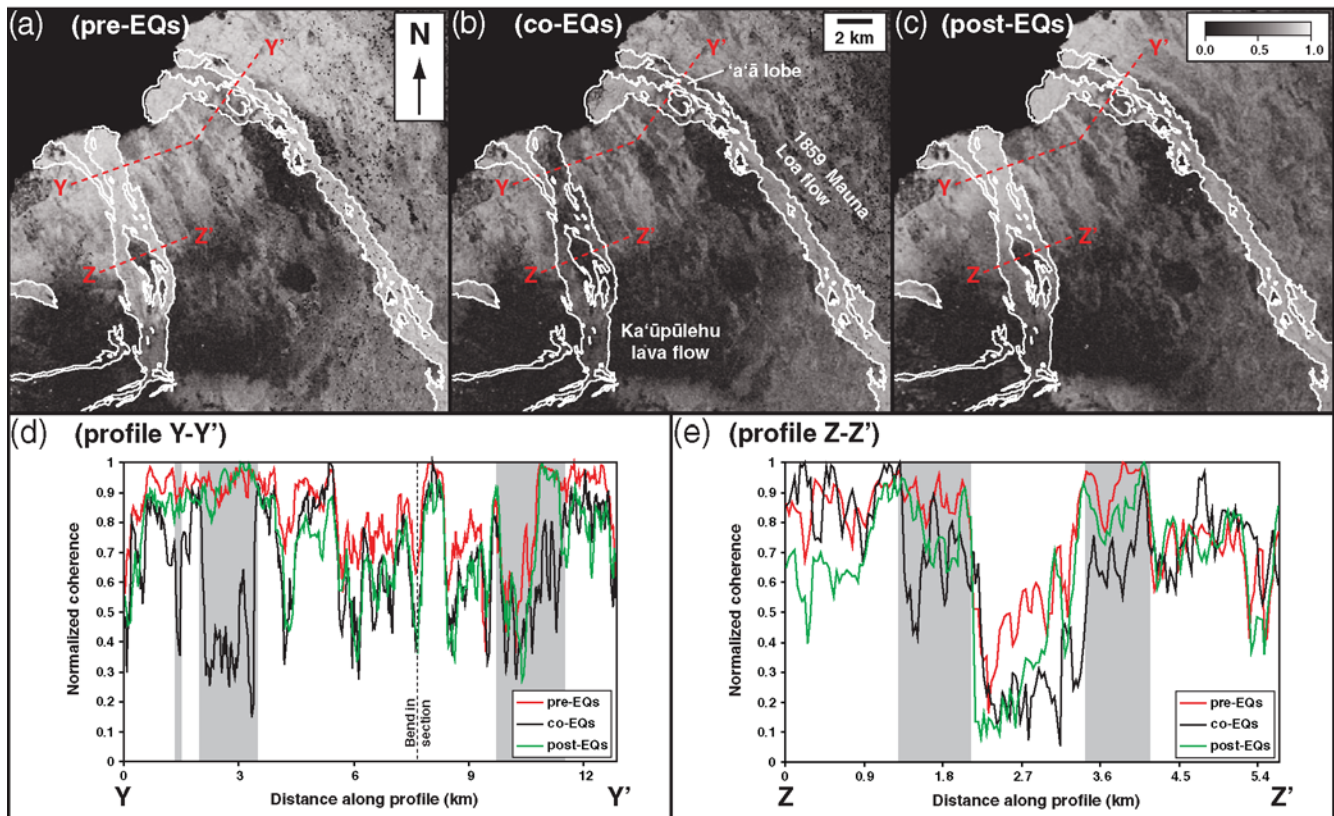 (a) (pre-EQs)
N
Y'
Y
Z'
Z
(b) (co-EQs)
2 km
Y'
ʻaʻā lobe
1859 Mauna
Loa flow
Y
Z'
Z
Kaʻūpūlehu
lava flow
(c) (post-EQs)
0.0 0.5 1.0
Y'
Y
Z'
Z
(d) (profile Y-Y')
Normalized coherence
1
0.9
0.8
0.7
0.6
0.5
0.4
0.3
0.2
0.1
0
Bend in
section
pre-EQs
co-EQs
post-EQs
0 3 6 9 12
Y Distance along profile (km) Y'
(e) (profile Z-Z')
Normalized coherence
1
0.9
0.8
0.7
0.6
0.5
0.4
0.3
0.2
0.1
0
pre-EQs
co-EQs
post-EQs
0 0.9 1.8 2.7 3.6 4.5 5.4
Z Distance along profile (km) Z'